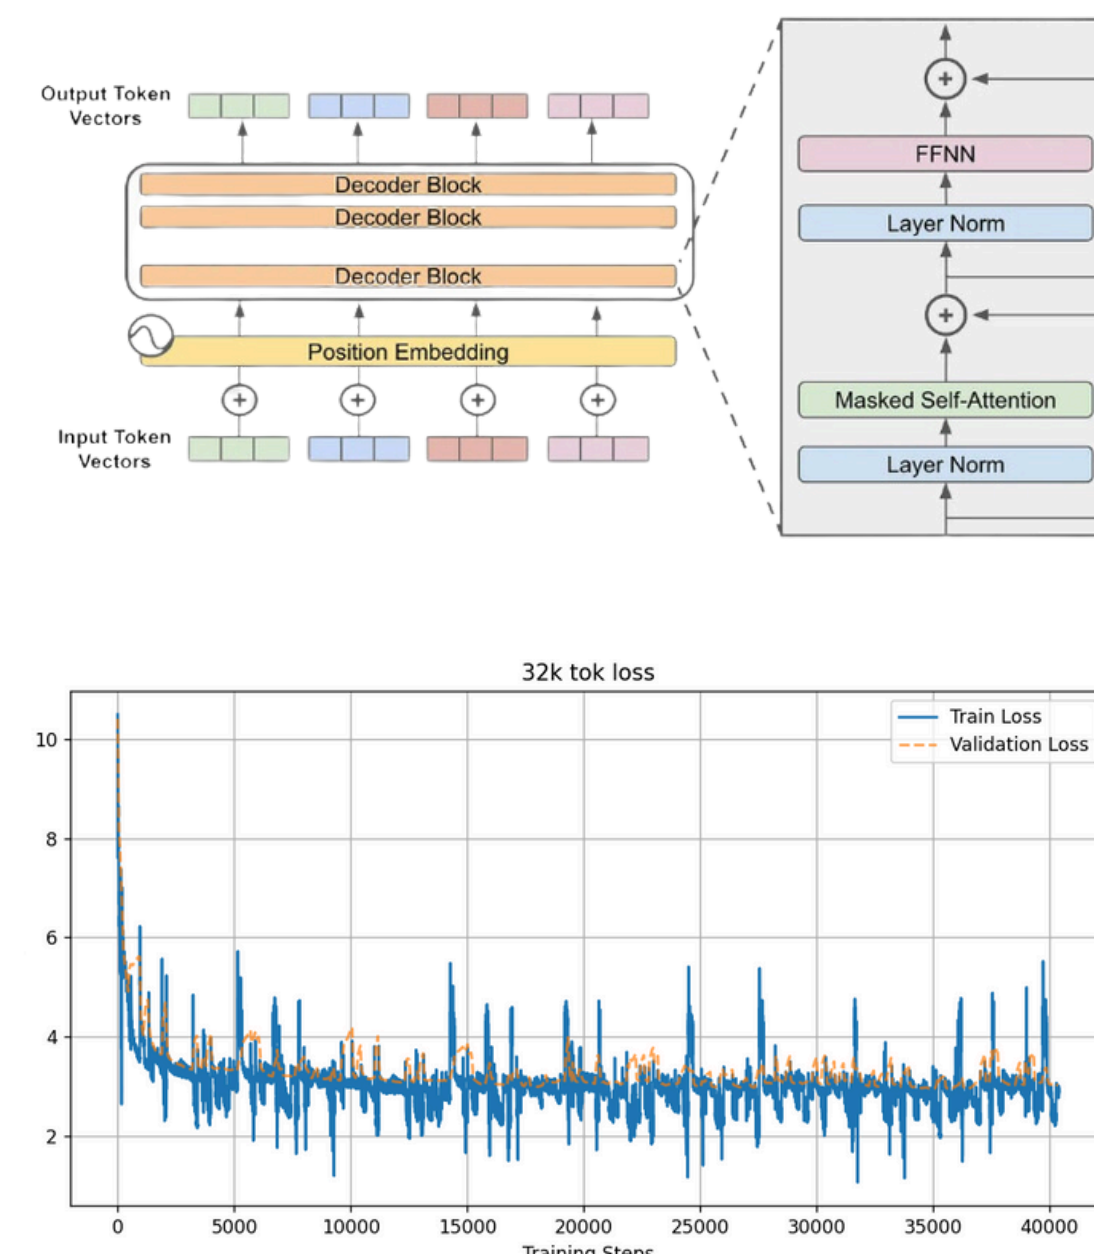 Output Token
Vectors
Decoder Block
Decoder Block
Decoder Block
Position Embedding
Input Token
Vectors
FFNN
Layer Norm
Masked Self-Attention
Layer Norm
32k tok loss
Train Loss
Validation Loss
10
8
6
4
2
0 5000 10000 15000 20000 25000 30000 35000 40000
Training Steps